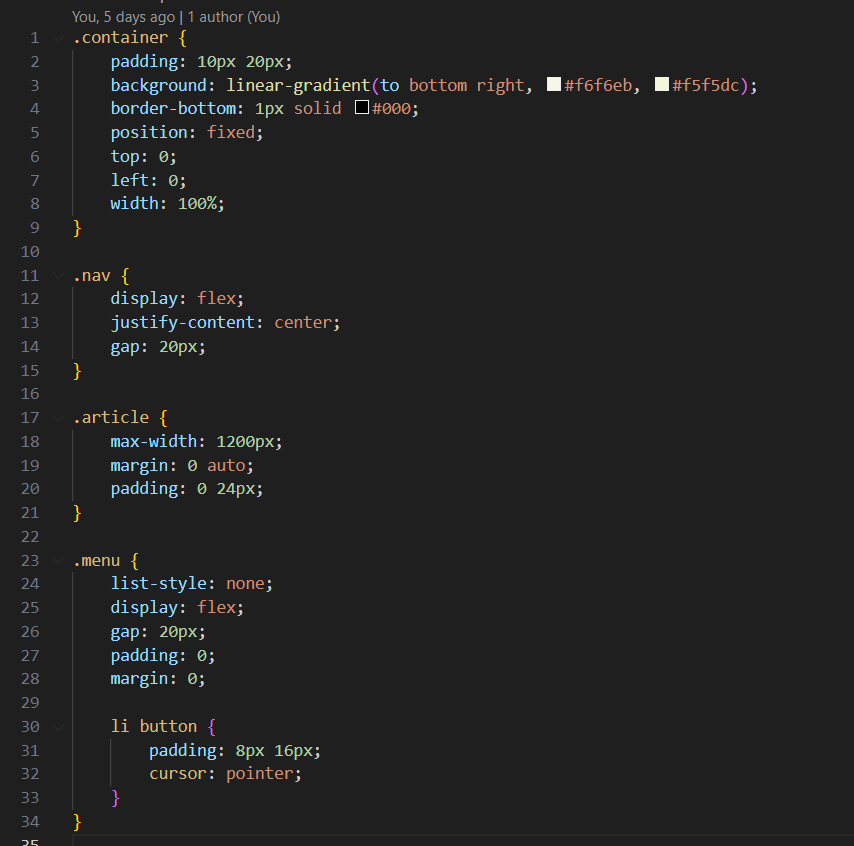 You, 5 days ago | 1 author (You)
1 .container {
2     padding: 10px 20px;
3     background: linear-gradient(to bottom right, #f6f6eb, #f5f5dc);
4     border-bottom: 1px solid #000;
5     position: fixed;
6     top: 0;
7     left: 0;
8     width: 100%;
9 }
10
11 .nav {
12     display: flex;
13     justify-content: center;
14     gap: 20px;
15 }
16
17 .article {
18     max-width: 1200px;
19     margin: 0 auto;
20     padding: 0 24px;
21 }
22
23 .menu {
24     list-style: none;
25     display: flex;
26     gap: 20px;
27     padding: 0;
28     margin: 0;
29
30     li button {
31         padding: 8px 16px;
32         cursor: pointer;
33     }
34 }
35